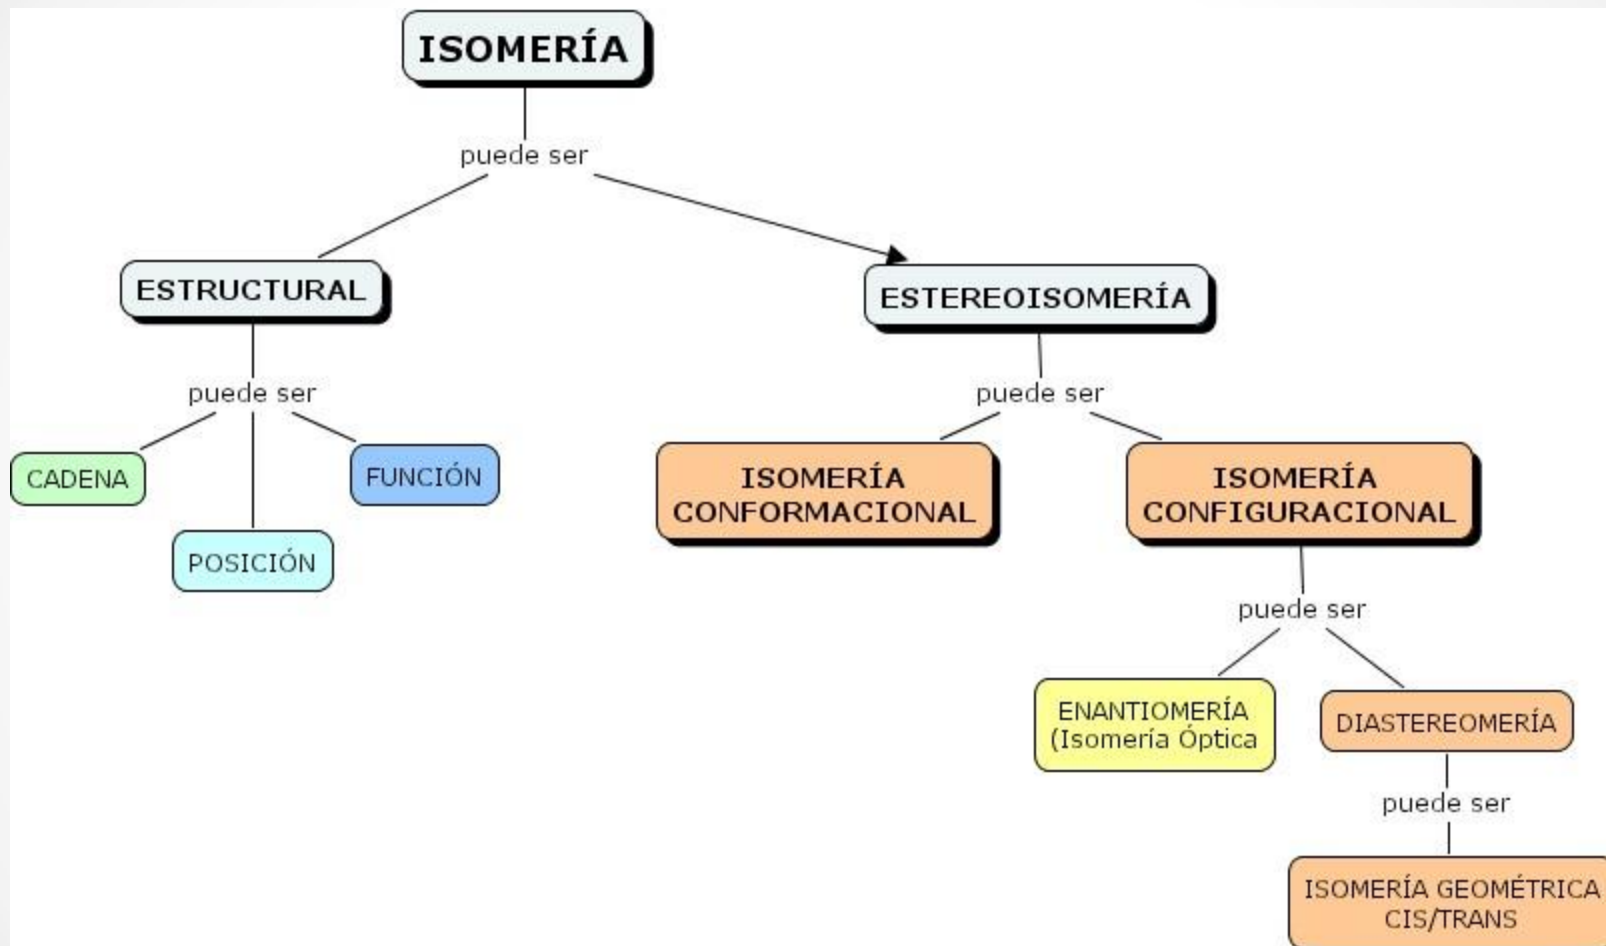 ISOMERÍA
puede ser
ESTRUCTURAL
ESTEREOISOMERÍA
puede ser
puede ser
CADENA
FUNCIÓN
POSICIÓN
ISOMERÍA
CONFORMACIONAL
ISOMERÍA
CONFIGURACIONAL
puede ser
ENANTIOMERÍA
(Isomería Óptica
DIASTEREOMERÍA
puede ser
ISOMERÍA GEOMÉTRICA
CIS/TRANS